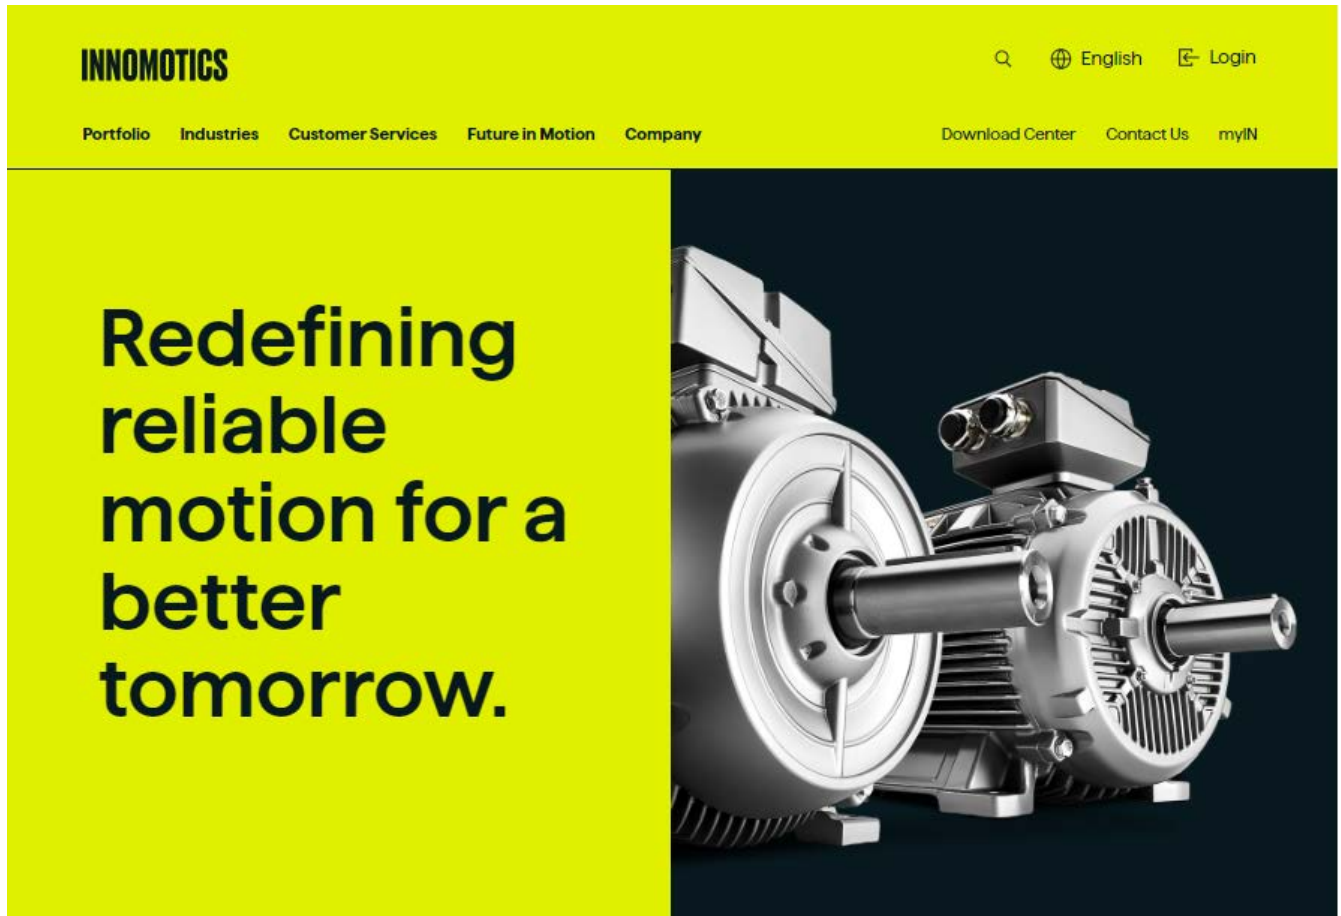 INNOMOTICS
English
Login
Portfolio Industries Customer Services Future in Motion Company
Download Center Contact Us myIN
Redefining
reliable
motion for a
better
tomorrow.